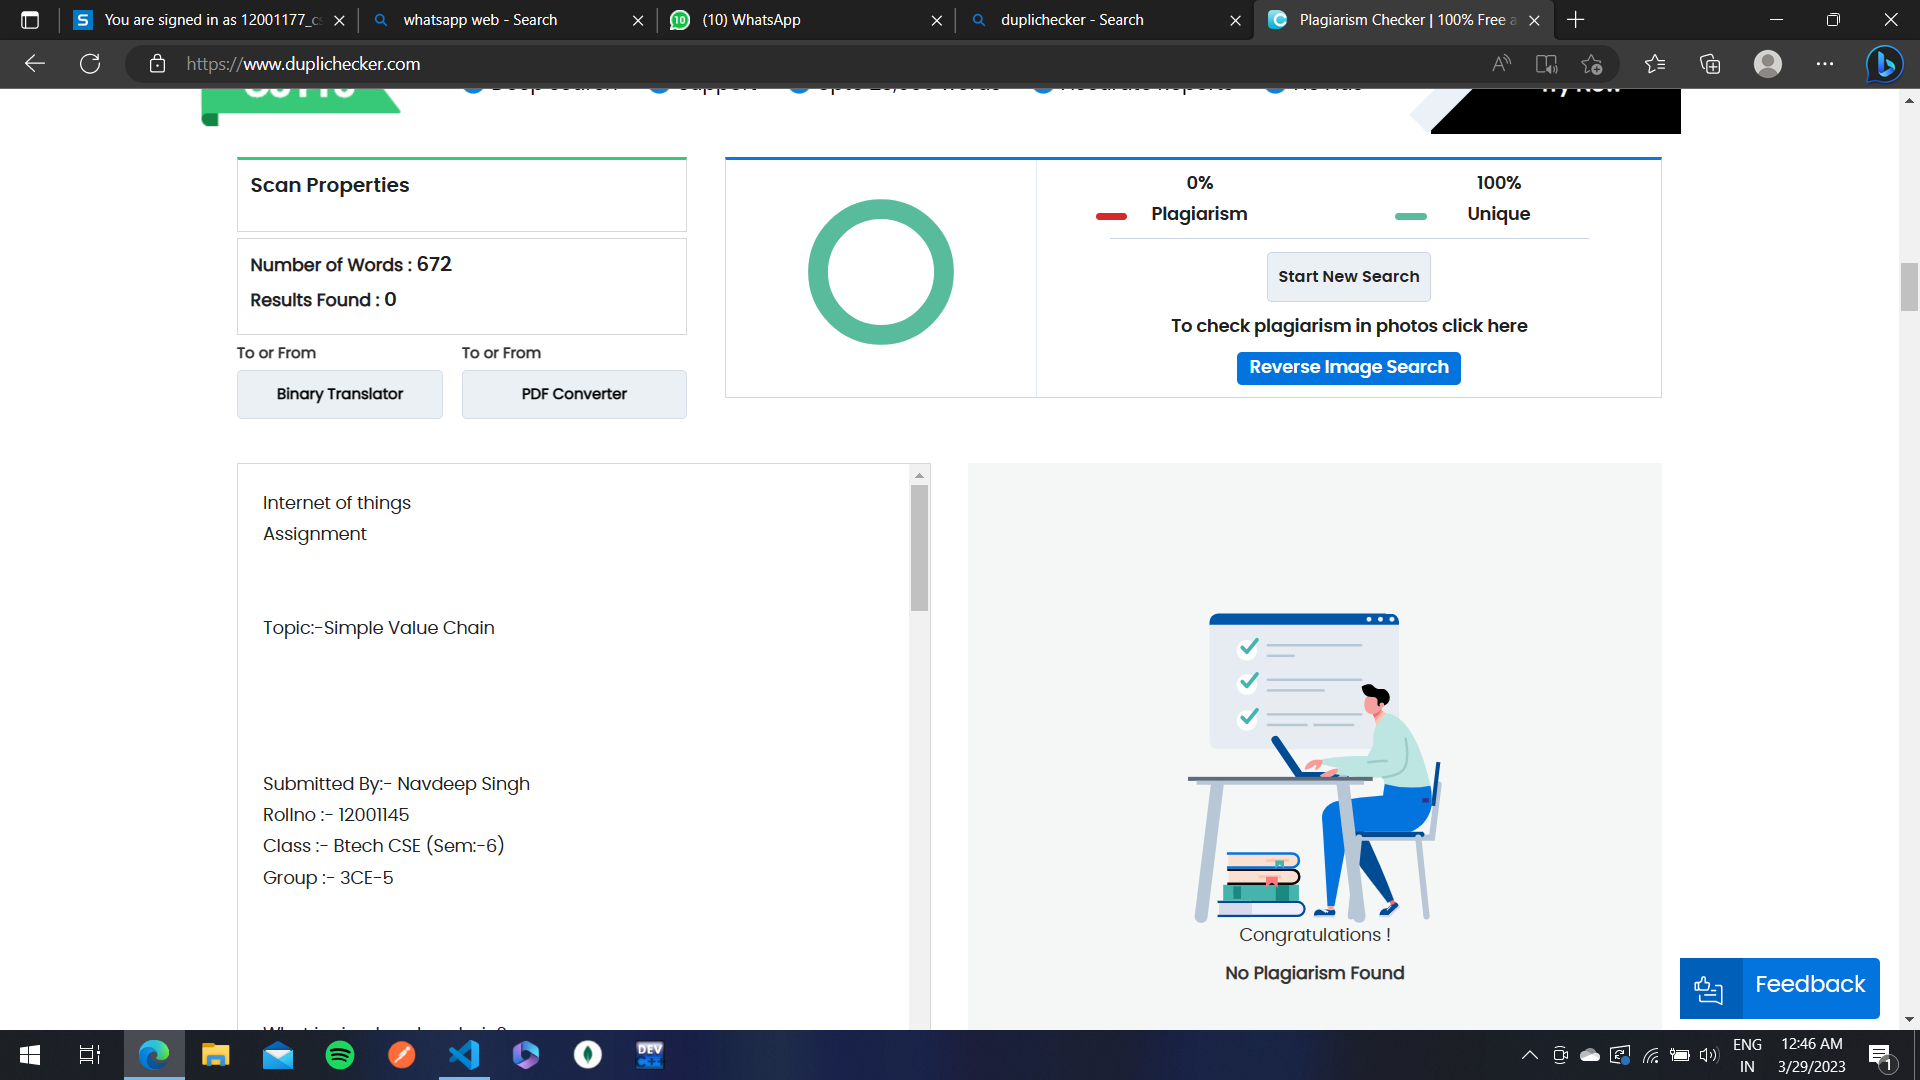 You are signed in as 12001177_cs
whatsapp web - Search
(10) WhatsApp
duplichecker - Search
Plagiarism Checker | 100% Free a
https://www.duplichecker.com
Scan Properties
Number of Words : 672
Results Found : 0
To or From
To or From
Binary Translator
PDF Converter
0%
Plagiarism
100%
Unique
Start New Search
To check plagiarism in photos click here
Reverse Image Search
Internet of things
Assignment
Topic:-Simple Value Chain
Submitted By:- Navdeep Singh
Rollno :- 12001145
Class :- Btech CSE (Sem:-6)
Group :- 3CE-5
Congratulations !
No Plagiarism Found
Feedback
DEV
C++
ENG
IN
12:46 AM
3/29/2023
1